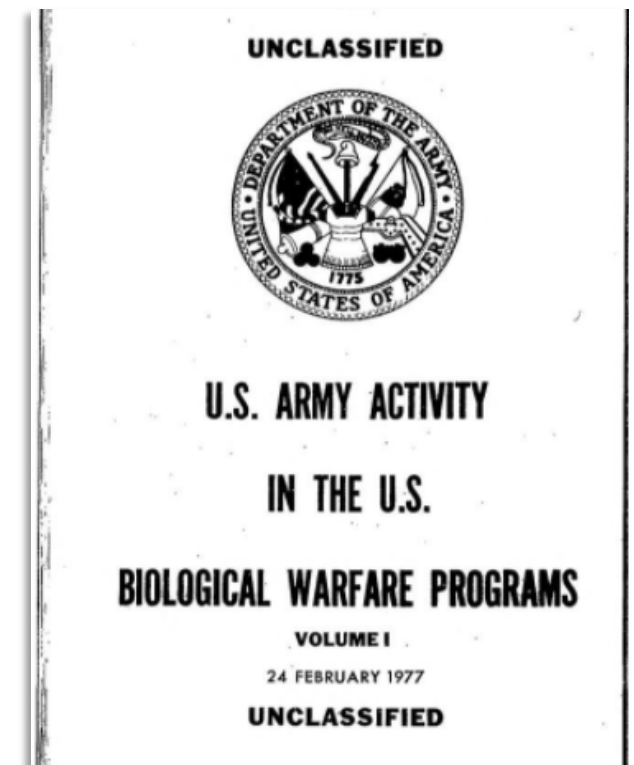 UNCLASSIFIED
DEPARTMENT OF THE ARMY
UNITED STATES OF AMERICA
1775
U.S. ARMY ACTIVITY
IN THE U.S.
BIOLOGICAL WARFARE PROGRAMS
VOLUME I
24 FEBRUARY 1977
UNCLASSIFIED